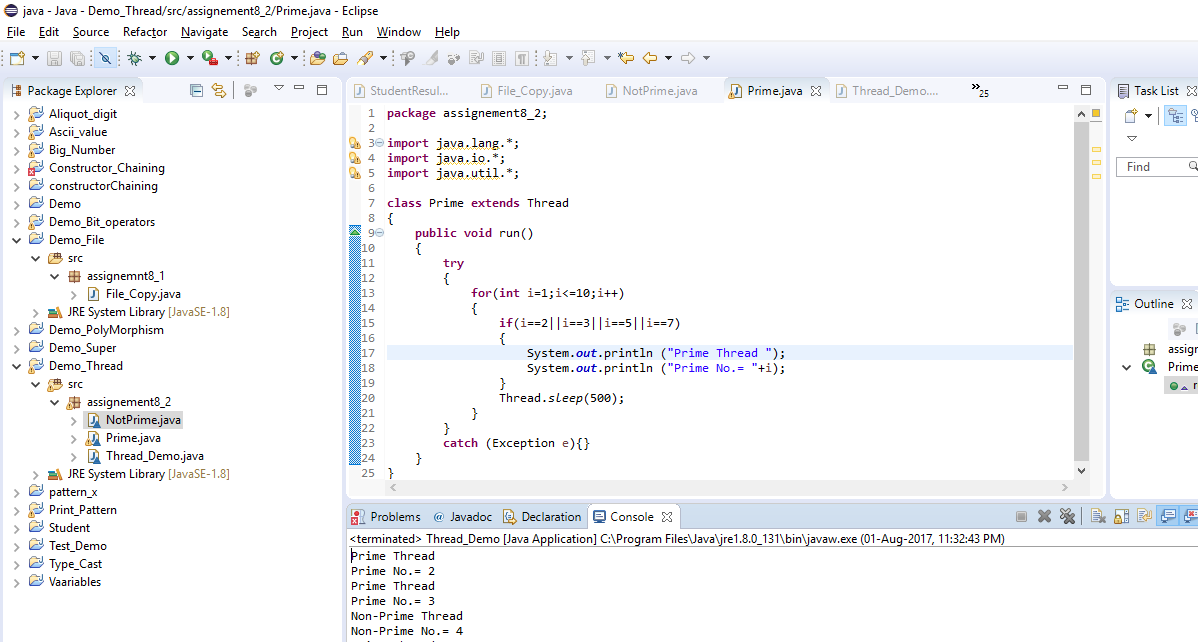 java - Java - Demo_Thread/src/assignement8_2/Prime.java - Eclipse
File Edit Source Refactor Navigate Search Project Run Window Help
Package Explorer
Aliquot_digit
Ascii_value
Big_Number
Constructor_Chaining
constructorChaining
Demo
Demo_Bit_operators
Demo_File
src
assignemnt8_1
File_Copy.java
JRE System Library [JavaSE-1.8]
Demo_PolyMorphism
Demo_Super
Demo_Thread
src
assignement8_2
NotPrime.java
Prime.java
Thread_Demo.java
JRE System Library [JavaSE-1.8]
pattern_x
Print_Pattern
Student
Test_Demo
Type_Cast
Vaariables
StudentResul... File_Copy.java NotPrime.java Prime.java Thread_Demo.... »25
1 package assignement8_2;
2
3 import java.lang.*;
4 import java.io.*;
5 import java.util.*;
6
7 class Prime extends Thread
8 {
9 public void run()
10 {
11 try
12 {
13 for(int i=1;i<=10;i++)
14 {
15 if(i==2||i==3||i==5||i==7)
16 {
17 System.out.println ("Prime Thread ");
18 System.out.println ("Prime No.= "+i);
19 }
20 Thread.sleep(500);
21 }
22 }
23 catch (Exception e){}
24 }
25 }
Task List
Find
Outline
assign
Prime
Problems @ Javadoc Declaration Console
<terminated> Thread_Demo [Java Application] C:\Program Files\Java\jre1.8.0_131\bin\javaw.exe (01-Aug-2017, 11:32:43 PM)
Prime Thread
Prime No.= 2
Prime Thread
Prime No.= 3
Non-Prime Thread
Non-Prime No.= 4